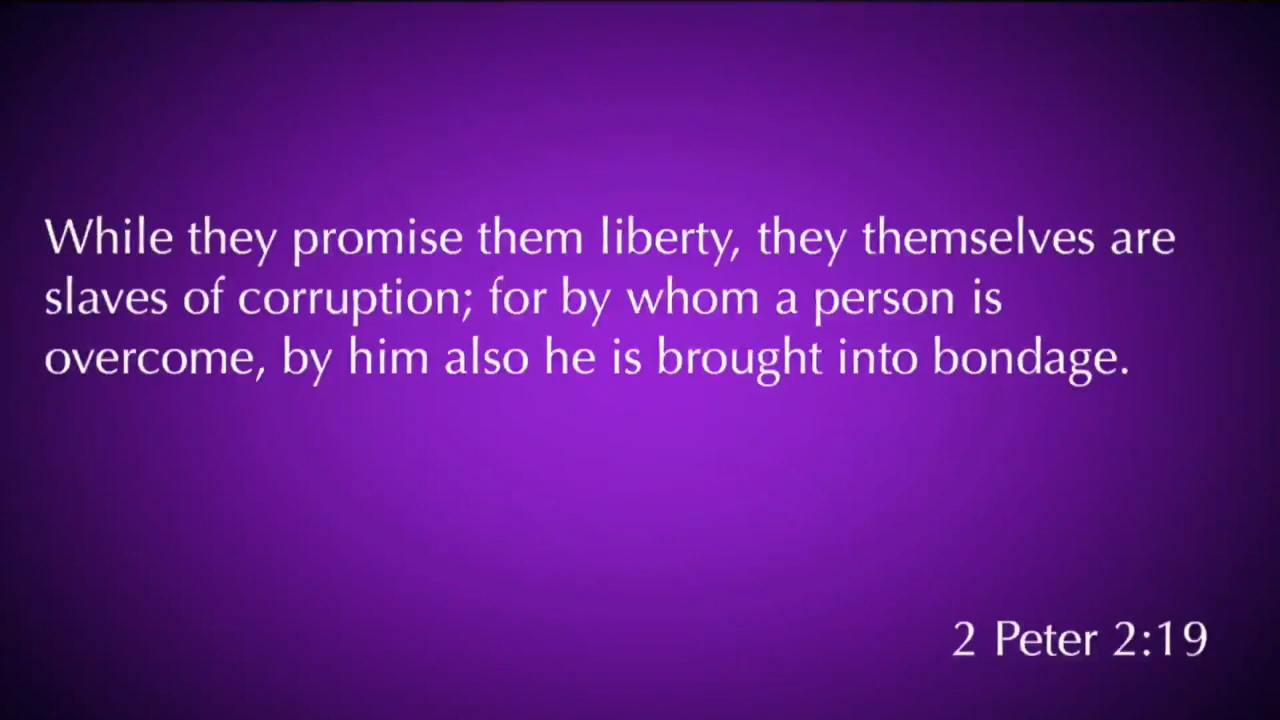 While they promise them liberty, they themselves are
slaves of corruption; for by whom a person is
overcome, by him also he is brought into bondage.
2 Peter 2:19